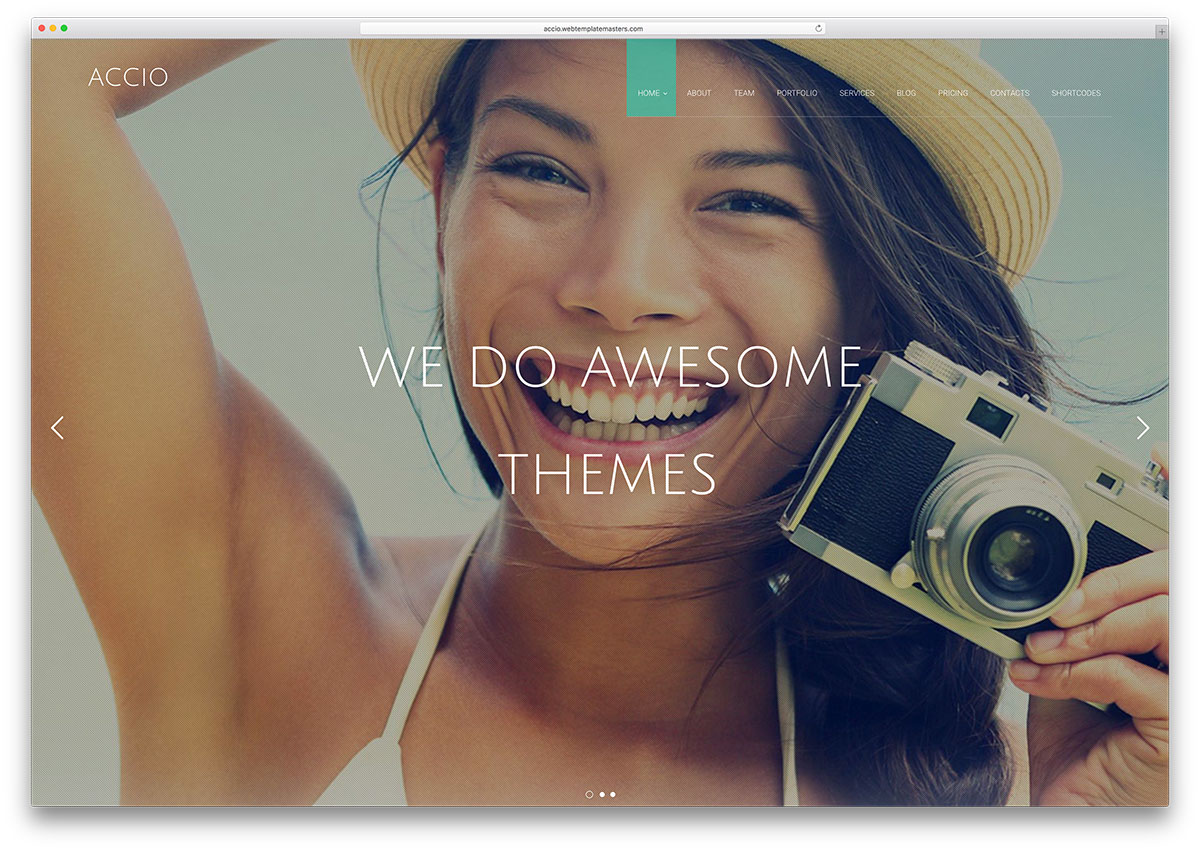 accio.webtemplatemasters.com
ACCIO
HOME ABOUT TEAM PORTFOLIO SERVICES BLOG PRICING CONTACTS SHORTCODES
WE DO AWESOME
THEMES